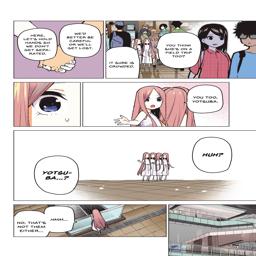 HERE,
LET'S HOLD
HANDS SO WE
DON'T
GET SEPA-
RATED.
WE'D
BETTER BE
CAREFUL
OR WE'LL
GET LOST.
IT SURE IS
CROWDED.
YOU THINK
SHE'S ON A
FIELD TRIP
TOO?
YOU TOO,
YOTSUBA.
HUH?
YOTSU-
BA...?
HMM...
NO, THAT'S
NOT THEM
EITHER...